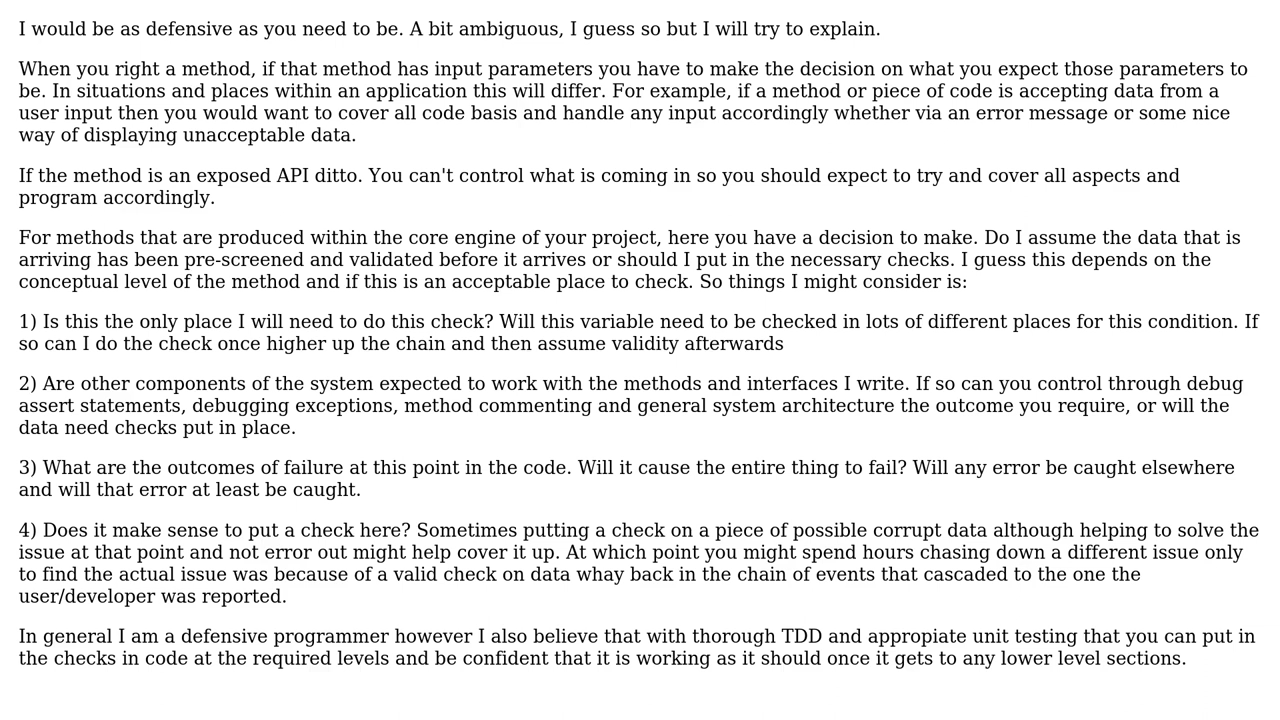 I would be as defensive as you need to be. A bit ambiguous, I guess so but I will try to explain.
When you right a method, if that method has input parameters you have to make the decision on what you expect those parameters to
be. In situations and places within an application this will differ. For example, if a method or piece of code is accepting data from a
user input then you would want to cover all code basis and handle any input accordingly whether via an error message or some nice
way of displaying unacceptable data.
If the method is an exposed API ditto. You can't control what is coming in so you should expect to try and cover all aspects and
program accordingly.
For methods that are produced within the core engine of your project, here you have a decision to make. Do I assume the data that is
arriving has been pre-screened and validated before it arrives or should I put in the necessary checks. I guess this depends on the
conceptual level of the method and if this is an acceptable place to check. So things I might consider is:
1) Is this the only place I will need to do this check? Will this variable need to be checked in lots of different places for this condition. If
so can I do the check once higher up the chain and then assume validity afterwards
2) Are other components of the system expected to work with the methods and interfaces I write. If so can you control through debug
assert statements, debugging exceptions, method commenting and general system architecture the outcome you require, or will the
data need checks put in place.
3) What are the outcomes of failure at this point in the code. Will it cause the entire thing to fail? Will any error be caught elsewhere
and will that error at least be caught.
4) Does it make sense to put a check here? Sometimes putting a check on a piece of possible corrupt data although helping to solve the
issue at that point and not error out might help cover it up. At which point you might spend hours chasing down a different issue only
to find the actual issue was because of a valid check on data whay back in the chain of events that cascaded to the one the
user/developer was reported.
In general I am a defensive programmer however I also believe that with thorough TDD and appropiate unit testing that you can put in
the checks in code at the required levels and be confident that it is working as it should once it gets to any lower level sections.